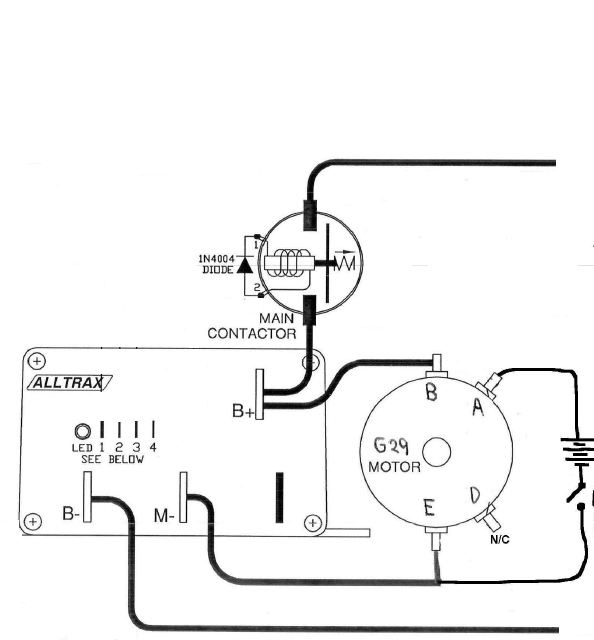 1
1N4004
DIODE
2
MAIN
CONTACTOR
ALLTRAX
B+
B
A
G29
MOTOR
LED 1 2 3 4
SEE BELOW
E
D
B-
M-
N/C